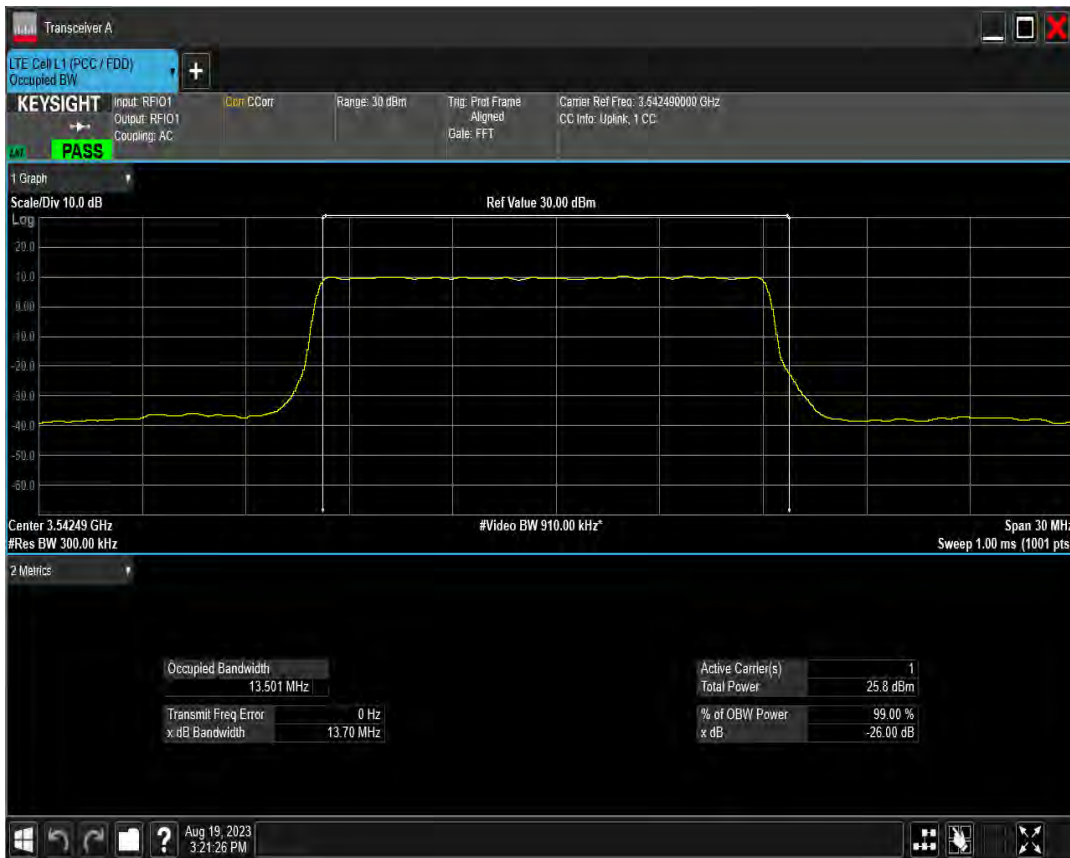 Transceiver A
LTE Cell L1 (PCC / FDD)
Occupied BW
+
KEYSIGHT
Input: RFIO1
Output: RFIO1
Coupling: AC
Corr CCorr
Range: 30 dBm
Trig: Prot Frame
Aligned
Gate: FFT
Carrier Ref Freq: 3.542490000 GHz
CC Info: Uplink, 1 CC
PASS
1 Graph
Scale/Div 10.0 dB
Ref Value 30.00 dBm
Log
20.0
10.0
0.00
-10.0
-20.0
-30.0
-40.0
-50.0
-60.0
Center 3.54249 GHz
#Video BW 910.00 kHz*
Span 30 MHz
#Res BW 300.00 kHz
Sweep 1.00 ms (1001 pts
2 Metrics
Occupied Bandwidth
13.501 MHz
Transmit Freq Error 0 Hz
x dB Bandwidth 13.70 MHz
Active Carrier(s) 1
Total Power 25.8 dBm
% of OBW Power 99.00 %
x dB -26.00 dB
?
Aug 19, 2023
3:21:26 PM